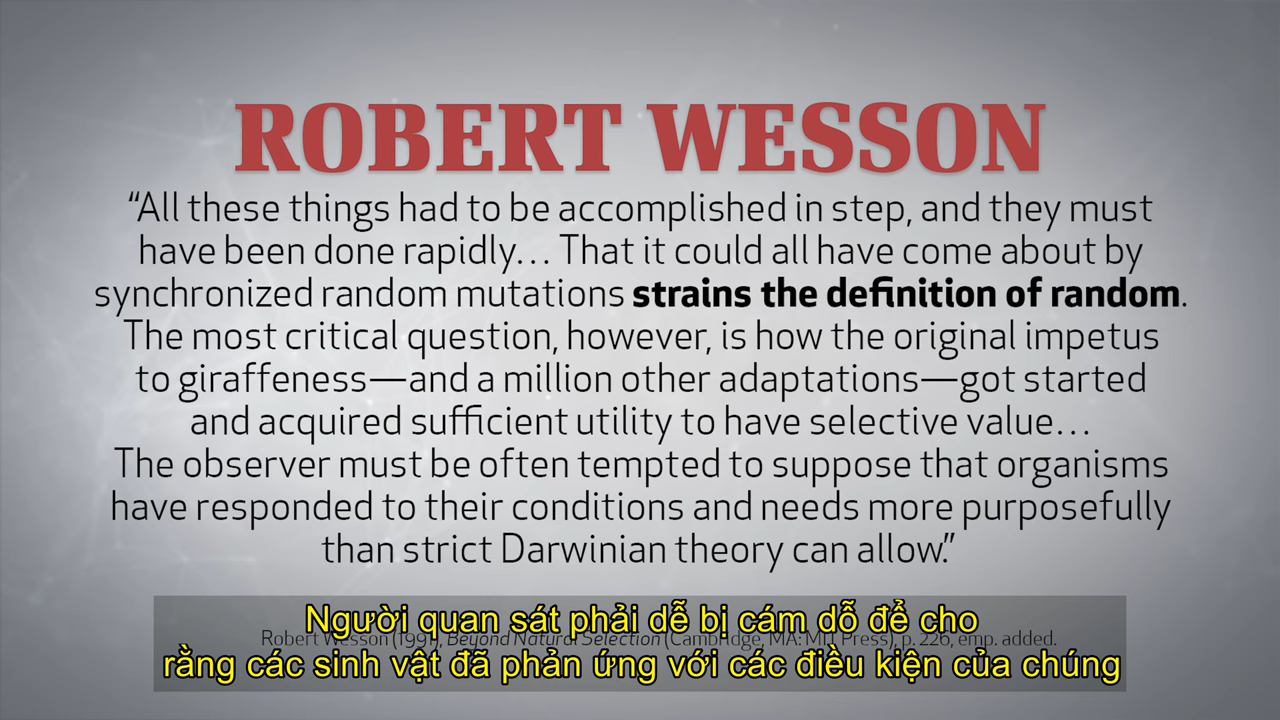 ROBERT WESSON
“All these things had to be accomplished in step, and they must
have been done rapidly... That it could all have come about by
synchronized random mutations strains the definition of random.
The most critical question, however, is how the original impetus
to giraffeness—and a million other adaptations—got started
and acquired sufficient utility to have selective value...
The observer must be often tempted to suppose that organisms
have responded to their conditions and needs more purposefully
than strict Darwinian theory can allow.”
Người quan sát phải dễ bị cám dỗ để cho
Robert Wesson (1991), Beyond Natural Selection (Cambridge, MA: MIT Press), p. 226, emp. added.
rằng các sinh vật đã phản ứng với các điều kiện của chúng